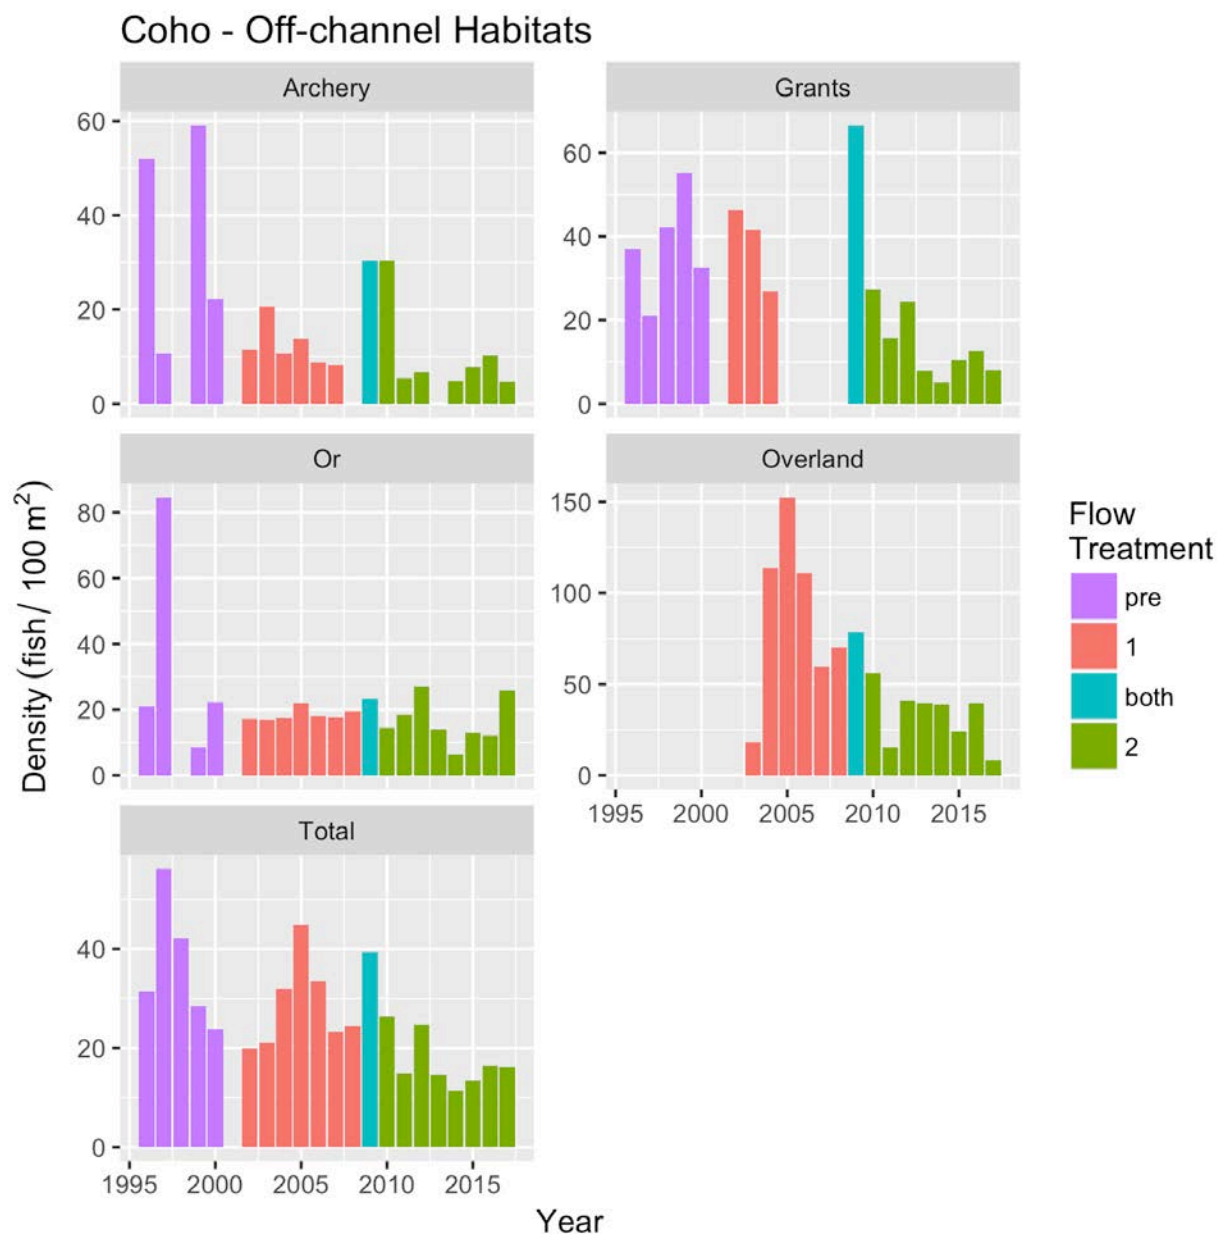 Coho - Off-channel Habitats
Archery
Grants
60
40
20
0
60
40
20
0
Or
Overland
80
60
40
20
0
150
100
50
0
1995 2000 2005 2010 2015
Total
40
20
0
1995 2000 2005 2010 2015
Density (fish / 100 m²)
Year
Flow
Treatment
pre
1
both
2